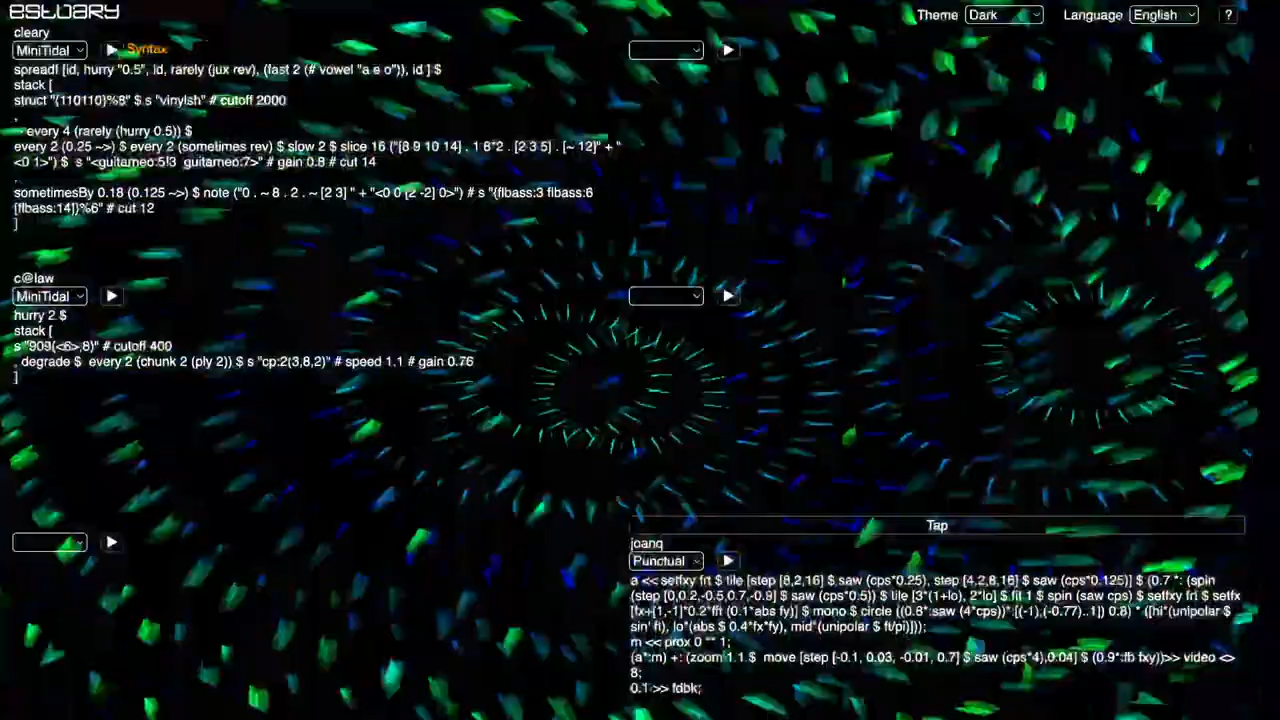 estuary
Theme Dark Language English ?
cleary
MiniTidal Syntax
spread! [id, hurry "0.5", id, rarely (jux rev), (fast 2 (# vowel "a e o")), id ] $
stack [
struct "{110110}%8" $ s "vinylsh" # cutoff 2000
,
every 4 (rarely (hurry 0.5)) $
every 2 (0.25 ~>) $ every 2 (sometimes rev) $ slow 2 $ slice 16 ("[8 9 10 14] . 1 8*2 . [2 3 5] . [~ 12]" + "
<0 1>") $ s "<guitarneo:5!3 guitarneo:7>" # gain 0.8 # cut 14
,
sometimesBy 0.18 (0.125 ~>) $ note ("0 . ~ 8 . 2 . ~ [2 3] " + "<0 0 [2 -2] 0>") # s "{flbass:3 flbass:6
[flbass:14]}%6" # cut 12
]
c@law
MiniTidal
hurry 2 $
stack [
s "909(<6>,8)" # cutoff 400
, degrade $ every 2 (chunk 2 (ply 2)) $ s "cp:2(3,8,2)" # speed 1.1 # gain 0.76
]
Tap
joanq
Punctual
a << setfxy frt $ tile [step [8,2,16] $ saw (cps*0.25), step [4,2,8,16] $ saw (cps*0.125)] $ (0.7 *: (spin
(step [0,0.2,-0.5,0.7,-0.9] $ saw (cps*0.5)) $ tile [3*(1+lo), 2*lo] $ fit 1 $ spin (saw cps) $ setfxy frt $ setfx
[fx+[1,-1]*0.2*fft (0.1*abs fy)] $ mono $ circle ((0.8*:saw (4*cps))*:[(-1),(-0.77)..1]) 0.8) * ([hi*(unipolar $
sin' ft), lo*(abs $ 0.4*fx*fy), mid*(unipolar $ ft/pi)]));
m << prox 0 ** 1;
(a*:m) +: (zoom 1.1 $ move [step [-0.1, 0.03, -0.01, 0.7] $ saw (cps*4),0.04] $ (0.9*:fb fxy))>> video <>
8;
0.1 >> fdbk;